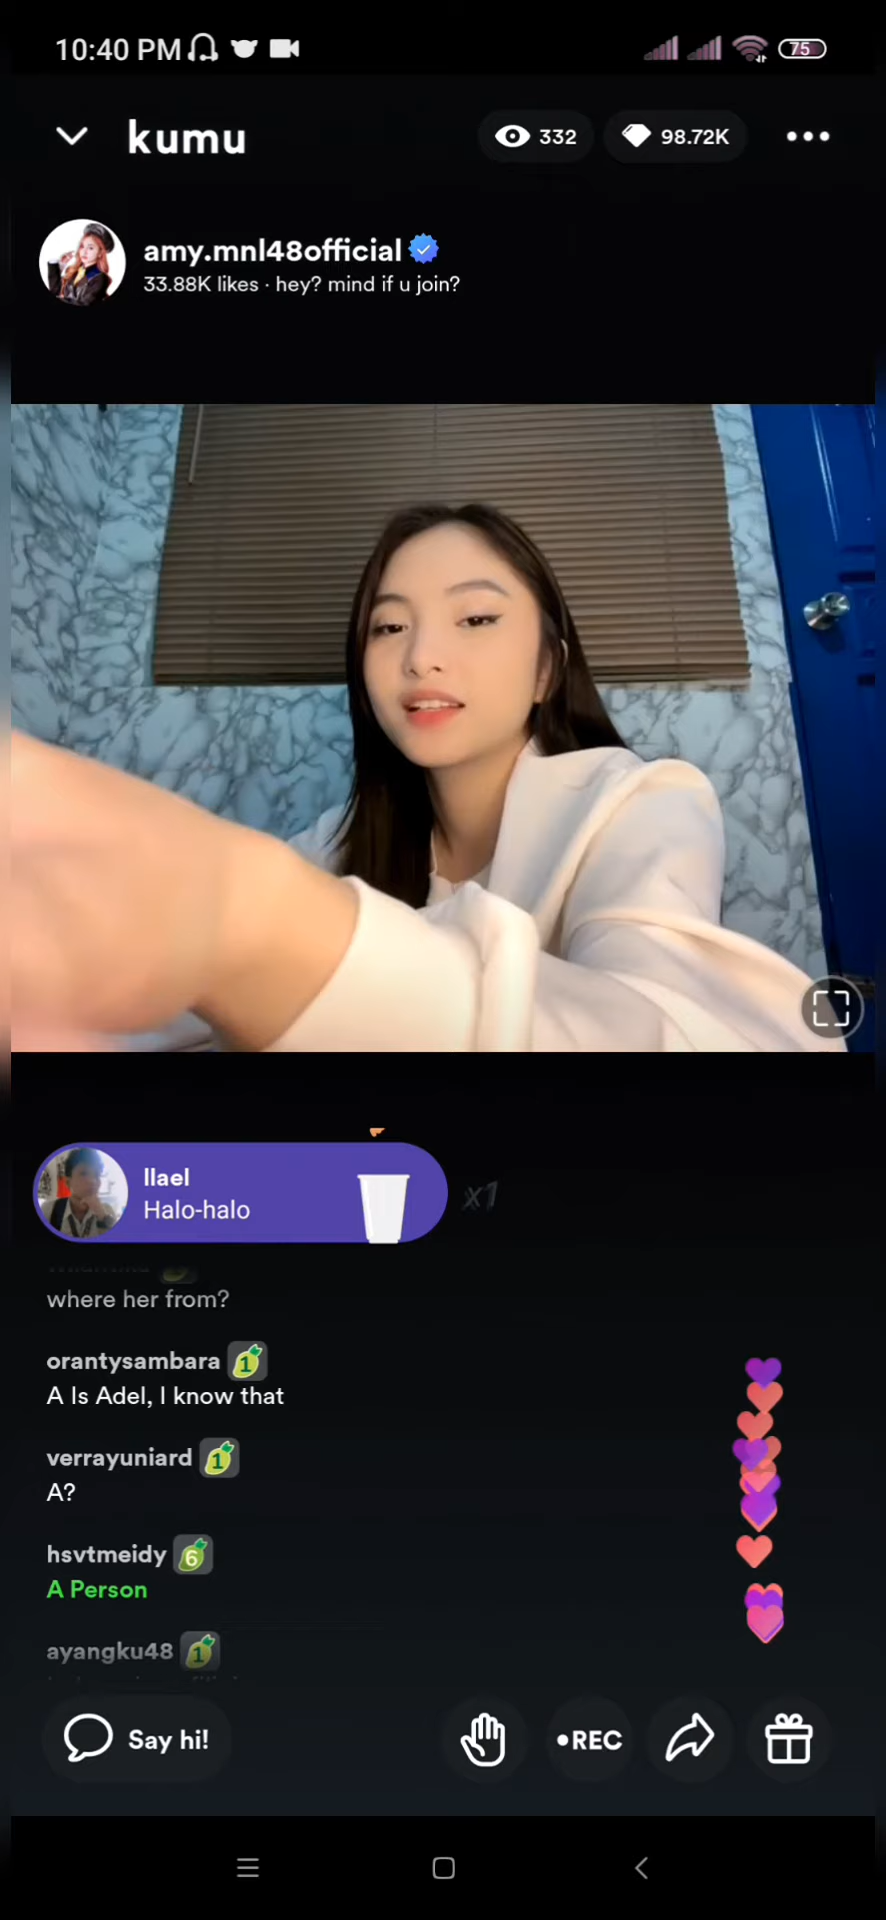 10:40 PM
75
kumu
332
98.72K
amy.mnl48official
33.88K likes · hey? mind if u join?
llael
Halo-halo
x1
where her from?
orantysambara 1
A Is Adel, I know that
verrayuniard 1
A?
hsvtmeidy 6
A Person
ayangku48 1
Say hi!
•REC